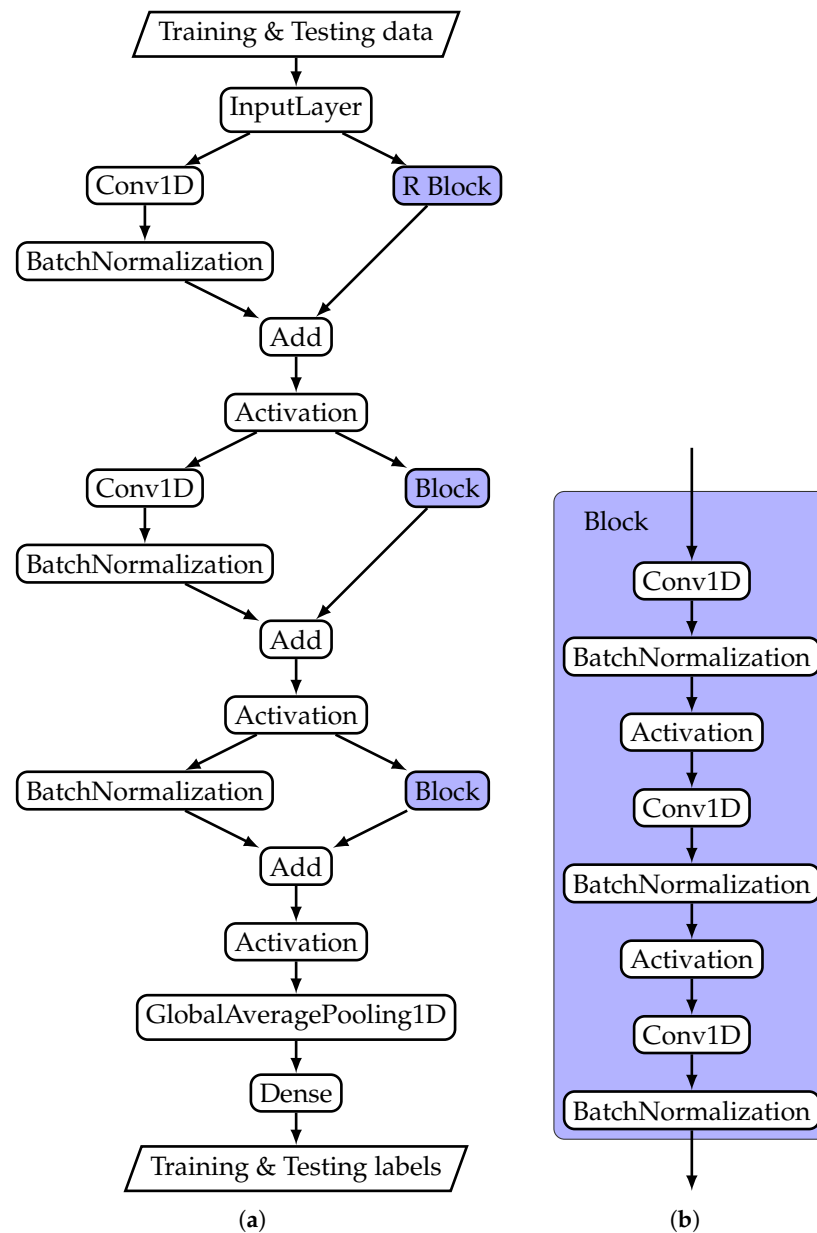 Training & Testing data
InputLayer
Conv1D
R Block
BatchNormalization
Add
Activation
Conv1D
Block
BatchNormalization
Add
Activation
BatchNormalization
Block
Add
Activation
GlobalAveragePooling1D
Dense
Training & Testing labels
(a)
Block
Conv1D
BatchNormalization
Activation
Conv1D
BatchNormalization
Activation
Conv1D
BatchNormalization
(b)